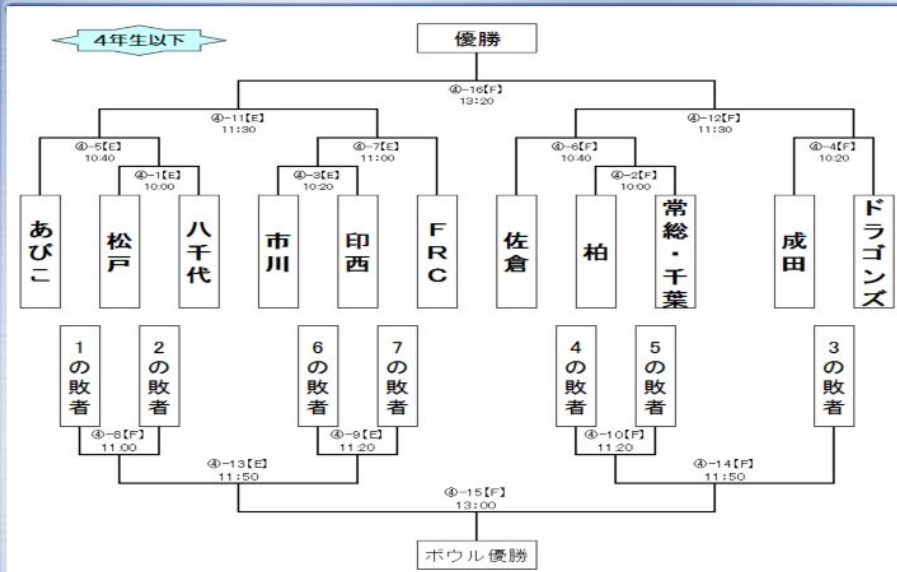 4年生以下
優勝
④-16【F】
13:20
④-11【E】
11:30
④-12【F】
11:30
④-5【E】
10:40
④-7【E】
11:00
④-6【F】
10:40
④-4【F】
10:20
④-1【E】
10:00
④-3【E】
10:20
④-2【F】
10:00
あびこ
松戸
八千代
市川
印西
FRC
佐倉
柏
常総・千葉
成田
ドラゴンズ
1の敗者
2の敗者
6の敗者
7の敗者
4の敗者
5の敗者
3の敗者
④-8【F】
11:00
④-9【E】
11:20
④-10【F】
11:20
④-13【E】
11:50
④-14【F】
11:50
④-15【F】
13:00
ボウル優勝